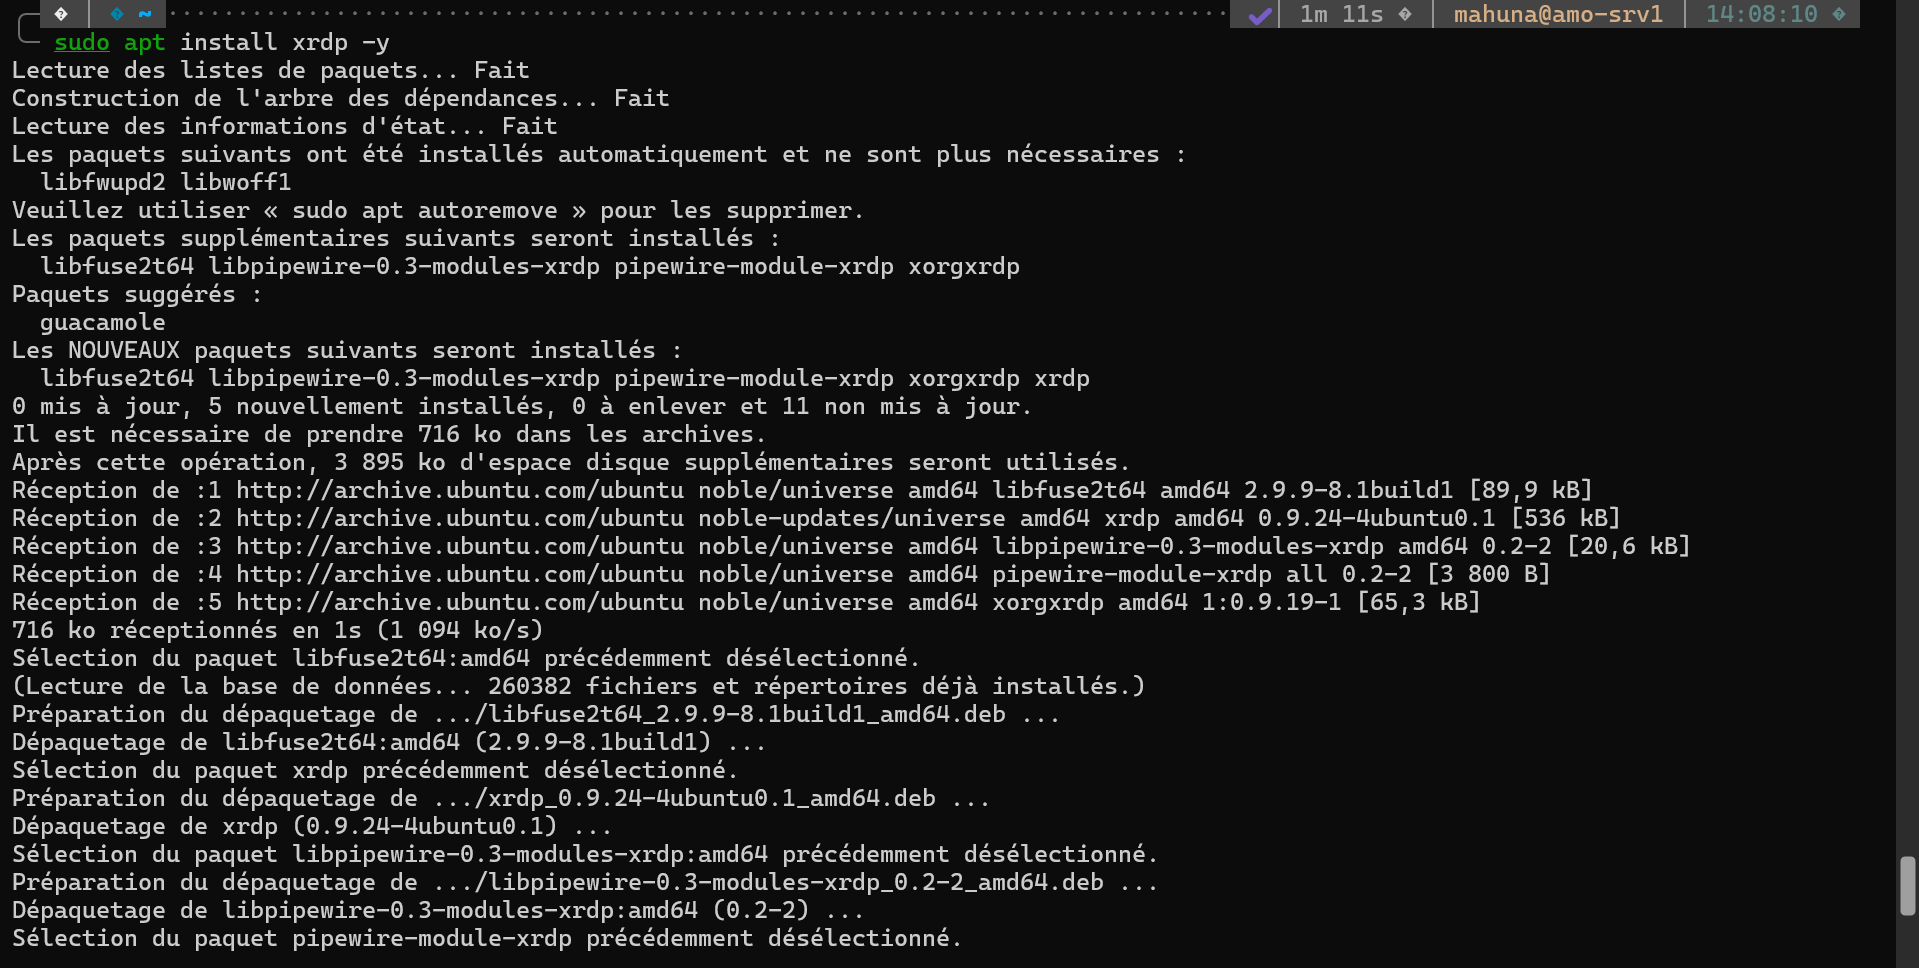 ~ 1m 11s mahuna@amo-srv1 14:08:10
sudo apt install xrdp -y
Lecture des listes de paquets... Fait
Construction de l'arbre des dépendances... Fait
Lecture des informations d'état... Fait
Les paquets suivants ont été installés automatiquement et ne sont plus nécessaires :
  libfwupd2 libwoff1
Veuillez utiliser « sudo apt autoremove » pour les supprimer.
Les paquets supplémentaires suivants seront installés :
  libfuse2t64 libpipewire-0.3-modules-xrdp pipewire-module-xrdp xorgxrdp
Paquets suggérés :
  guacamole
Les NOUVEAUX paquets suivants seront installés :
  libfuse2t64 libpipewire-0.3-modules-xrdp pipewire-module-xrdp xorgxrdp xrdp
0 mis à jour, 5 nouvellement installés, 0 à enlever et 11 non mis à jour.
Il est nécessaire de prendre 716 ko dans les archives.
Après cette opération, 3 895 ko d'espace disque supplémentaires seront utilisés.
Réception de :1 http://archive.ubuntu.com/ubuntu noble/universe amd64 libfuse2t64 amd64 2.9.9-8.1build1 [89,9 kB]
Réception de :2 http://archive.ubuntu.com/ubuntu noble-updates/universe amd64 xrdp amd64 0.9.24-4ubuntu0.1 [536 kB]
Réception de :3 http://archive.ubuntu.com/ubuntu noble/universe amd64 libpipewire-0.3-modules-xrdp amd64 0.2-2 [20,6 kB]
Réception de :4 http://archive.ubuntu.com/ubuntu noble/universe amd64 pipewire-module-xrdp all 0.2-2 [3 800 B]
Réception de :5 http://archive.ubuntu.com/ubuntu noble/universe amd64 xorgxrdp amd64 1:0.9.19-1 [65,3 kB]
716 ko réceptionnés en 1s (1 094 ko/s)
Sélection du paquet libfuse2t64:amd64 précédemment désélectionné.
(Lecture de la base de données... 260382 fichiers et répertoires déjà installés.)
Préparation du dépaquetage de .../libfuse2t64_2.9.9-8.1build1_amd64.deb ...
Dépaquetage de libfuse2t64:amd64 (2.9.9-8.1build1) ...
Sélection du paquet xrdp précédemment désélectionné.
Préparation du dépaquetage de .../xrdp_0.9.24-4ubuntu0.1_amd64.deb ...
Dépaquetage de xrdp (0.9.24-4ubuntu0.1) ...
Sélection du paquet libpipewire-0.3-modules-xrdp:amd64 précédemment désélectionné.
Préparation du dépaquetage de .../libpipewire-0.3-modules-xrdp_0.2-2_amd64.deb ...
Dépaquetage de libpipewire-0.3-modules-xrdp:amd64 (0.2-2) ...
Sélection du paquet pipewire-module-xrdp précédemment désélectionné.